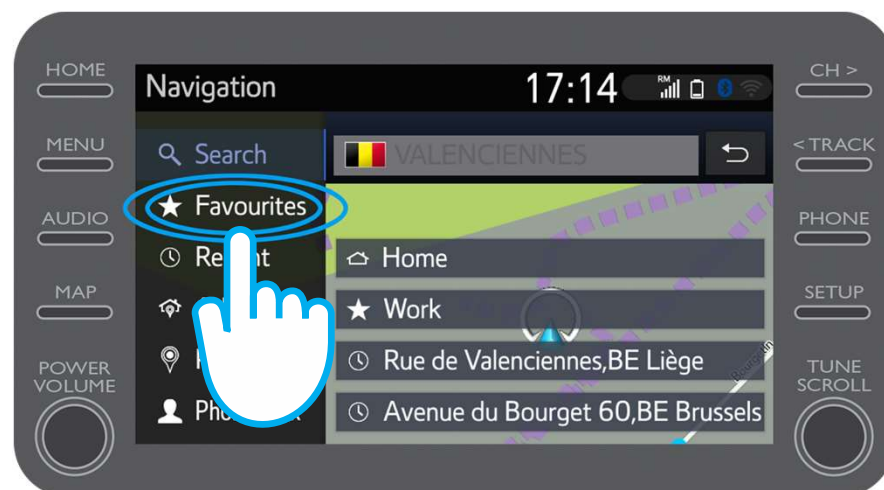 HOME
MENU
AUDIO
MAP
POWER
VOLUME
Navigation
17:14
RM
Search
VALENCIENNES
Favourites
Home
Work
Rue de Valenciennes,BE Liège
Avenue du Bourget 60,BE Brussels
CH >
< TRACK
PHONE
SETUP
TUNE
SCROLL